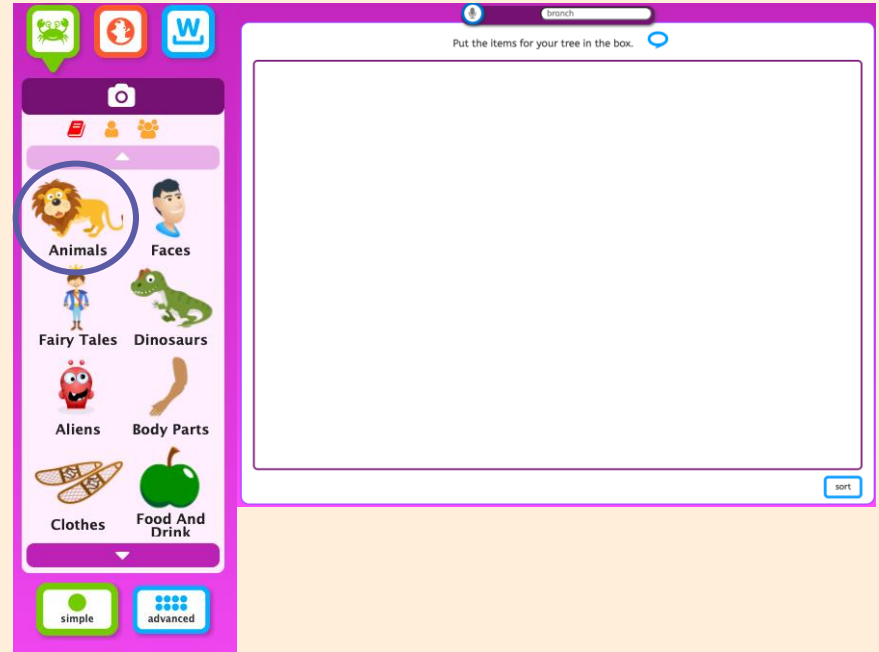 W
branch
Put the items for your tree in the box.
Animals
Faces
Fairy Tales
Dinosaurs
Aliens
Body Parts
Clothes
Food And
Drink
sort
simple
advanced